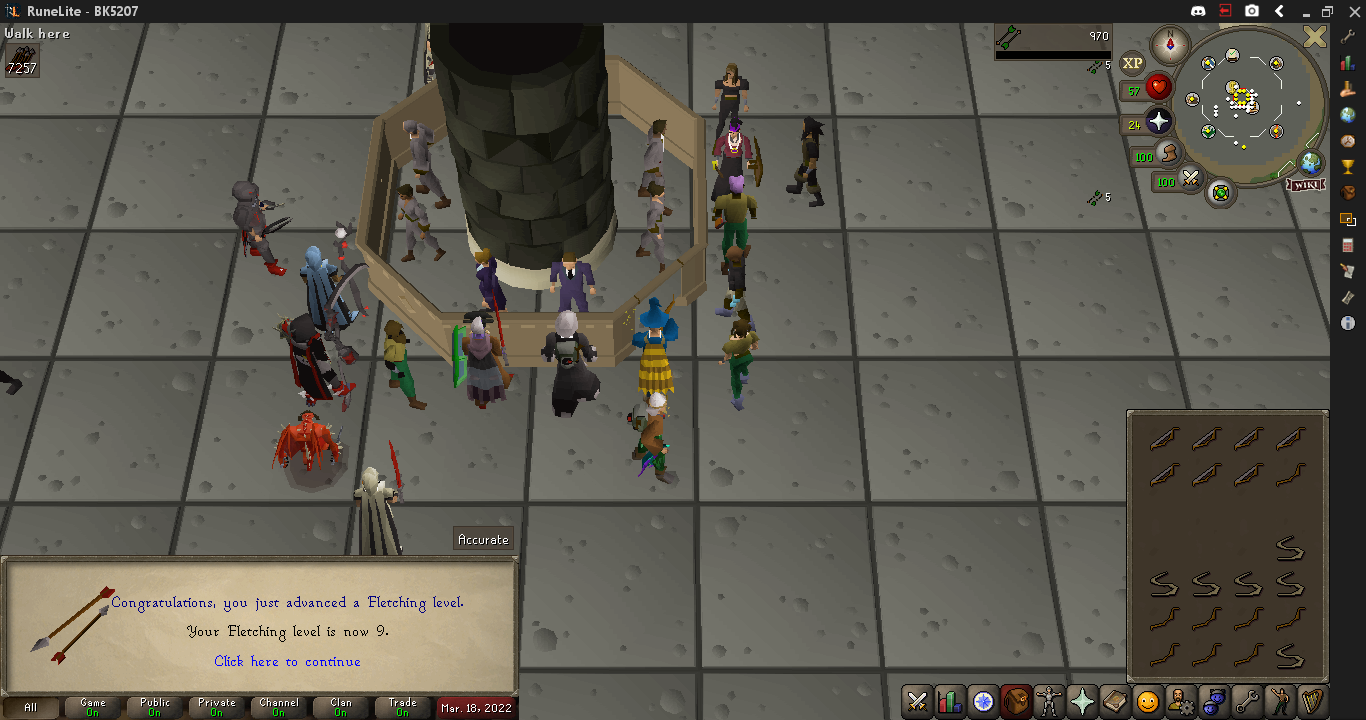 RuneLite - BK5207
Walk here
7257
970
5
XP
N
57
24
100
100
WIKI
5
Accurate
Congratulations, you just advanced a Fletching level.
Your Fletching level is now 9.
Click here to continue
All
Game
On
Public
On
Private
On
Channel
On
Clan
On
Trade
On
Mar. 18, 2022